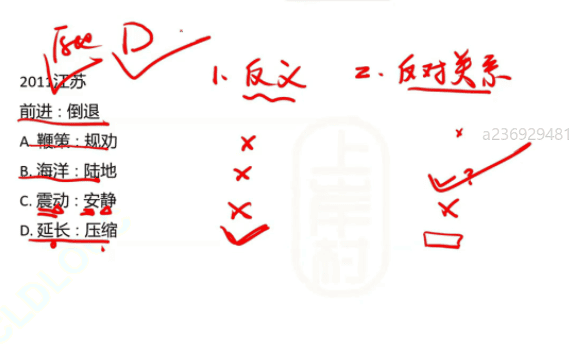 D
1. 反义 2. 反对关系
2011江苏
前进：倒退
A. 鞭策：规劝
a236929481
B. 海洋：陆地
?
C. 震动：安静
D. 延长：压缩
上岸村